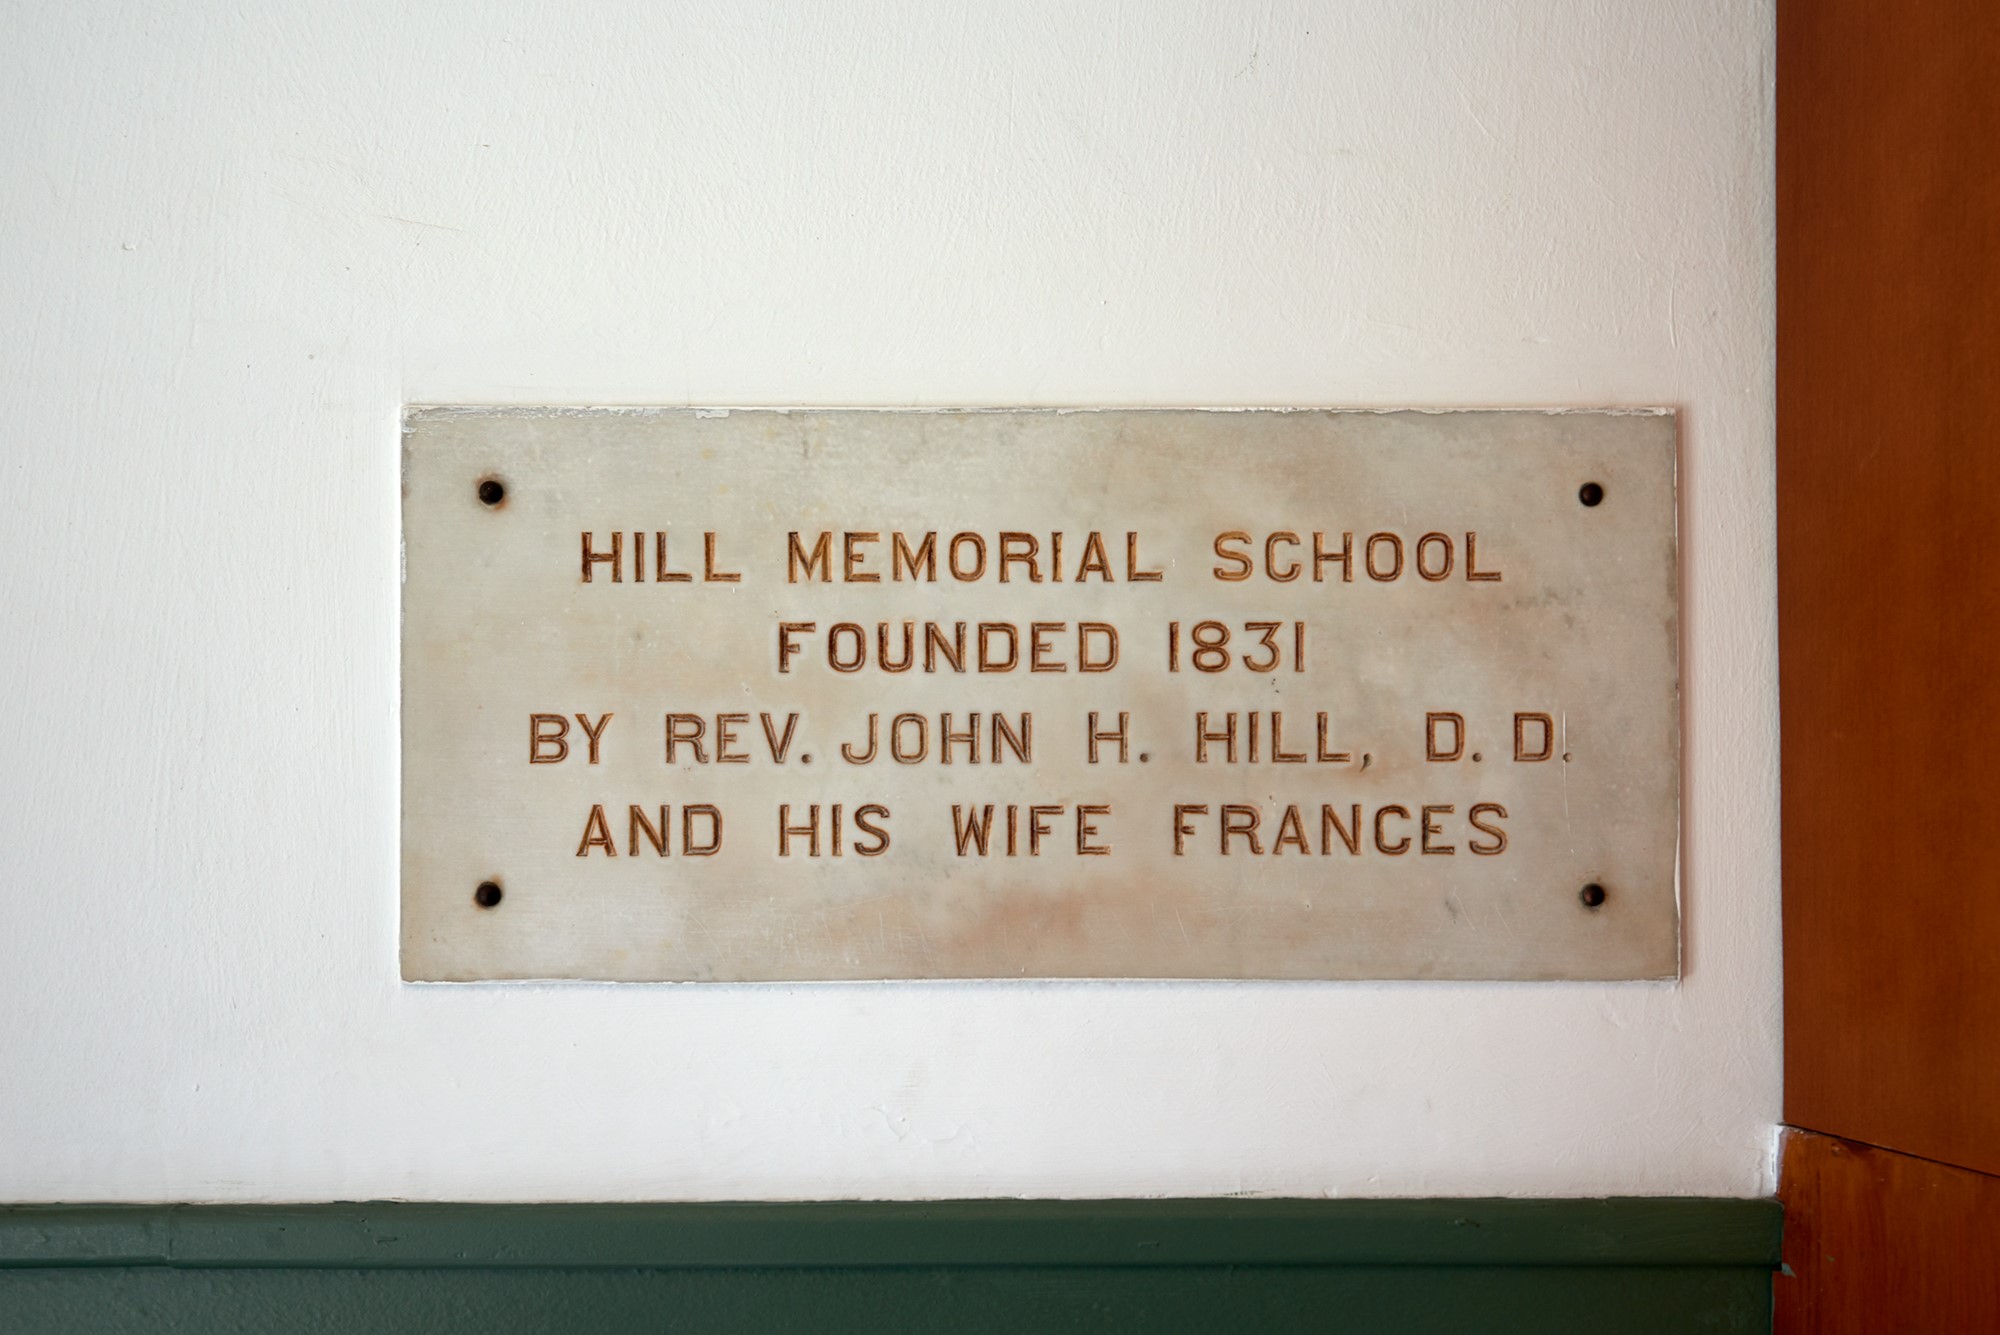 HILL MEMORIAL SCHOOL
FOUNDED 1831
BY REV. JOHN H. HILL, D. D.
AND HIS WIFE FRANCES